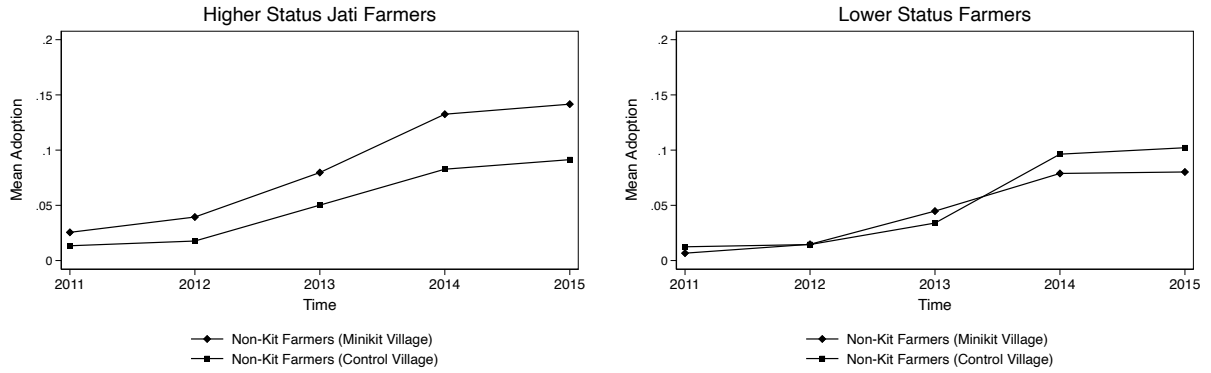 Higher Status Jati Farmers
.2
.15
.1
.05
0
Mean Adoption
2011 2012 2013 2014 2015
Time
Non-Kit Farmers (Minikit Village)
Non-Kit Farmers (Control Village)
Lower Status Farmers
.2
.15
.1
.05
0
Mean Adoption
2011 2012 2013 2014 2015
Time
Non-Kit Farmers (Minikit Village)
Non-Kit Farmers (Control Village)